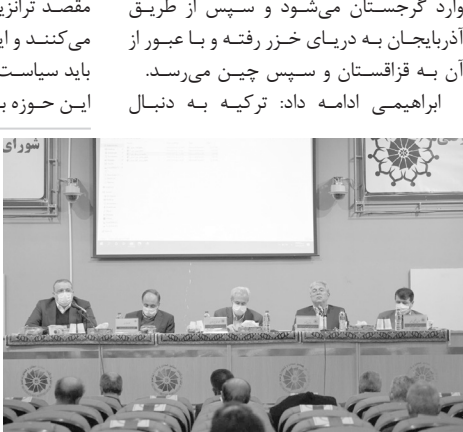 وارد گرجستان می‌شود و سپس از طریق
آذربایجان به دریای خزر رفته و با عبور از
آن به قزاقستان و سپس چین می‌رسد.
ابراهیمی ادامه داد: ترکیه به دنبال
مقصد ترانزی
می‌کنند و ای
باید سیاست
این حوزه ب
شورای